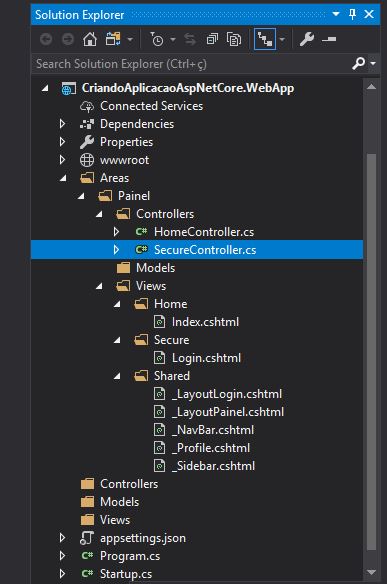 Solution Explorer
Search Solution Explorer (Ctrl+ç)
CriandoAplicacaoAspNetCore.WebApp
Connected Services
Dependencies
Properties
wwwroot
Areas
Painel
Controllers
C# HomeController.cs
C# SecureController.cs
Models
Views
Home
Index.cshtml
Secure
Login.cshtml
Shared
_LayoutLogin.cshtml
_LayoutPainel.cshtml
_NavBar.cshtml
_Profile.cshtml
_Sidebar.cshtml
Controllers
Models
Views
appsettings.json
C# Program.cs
C# Startup.cs